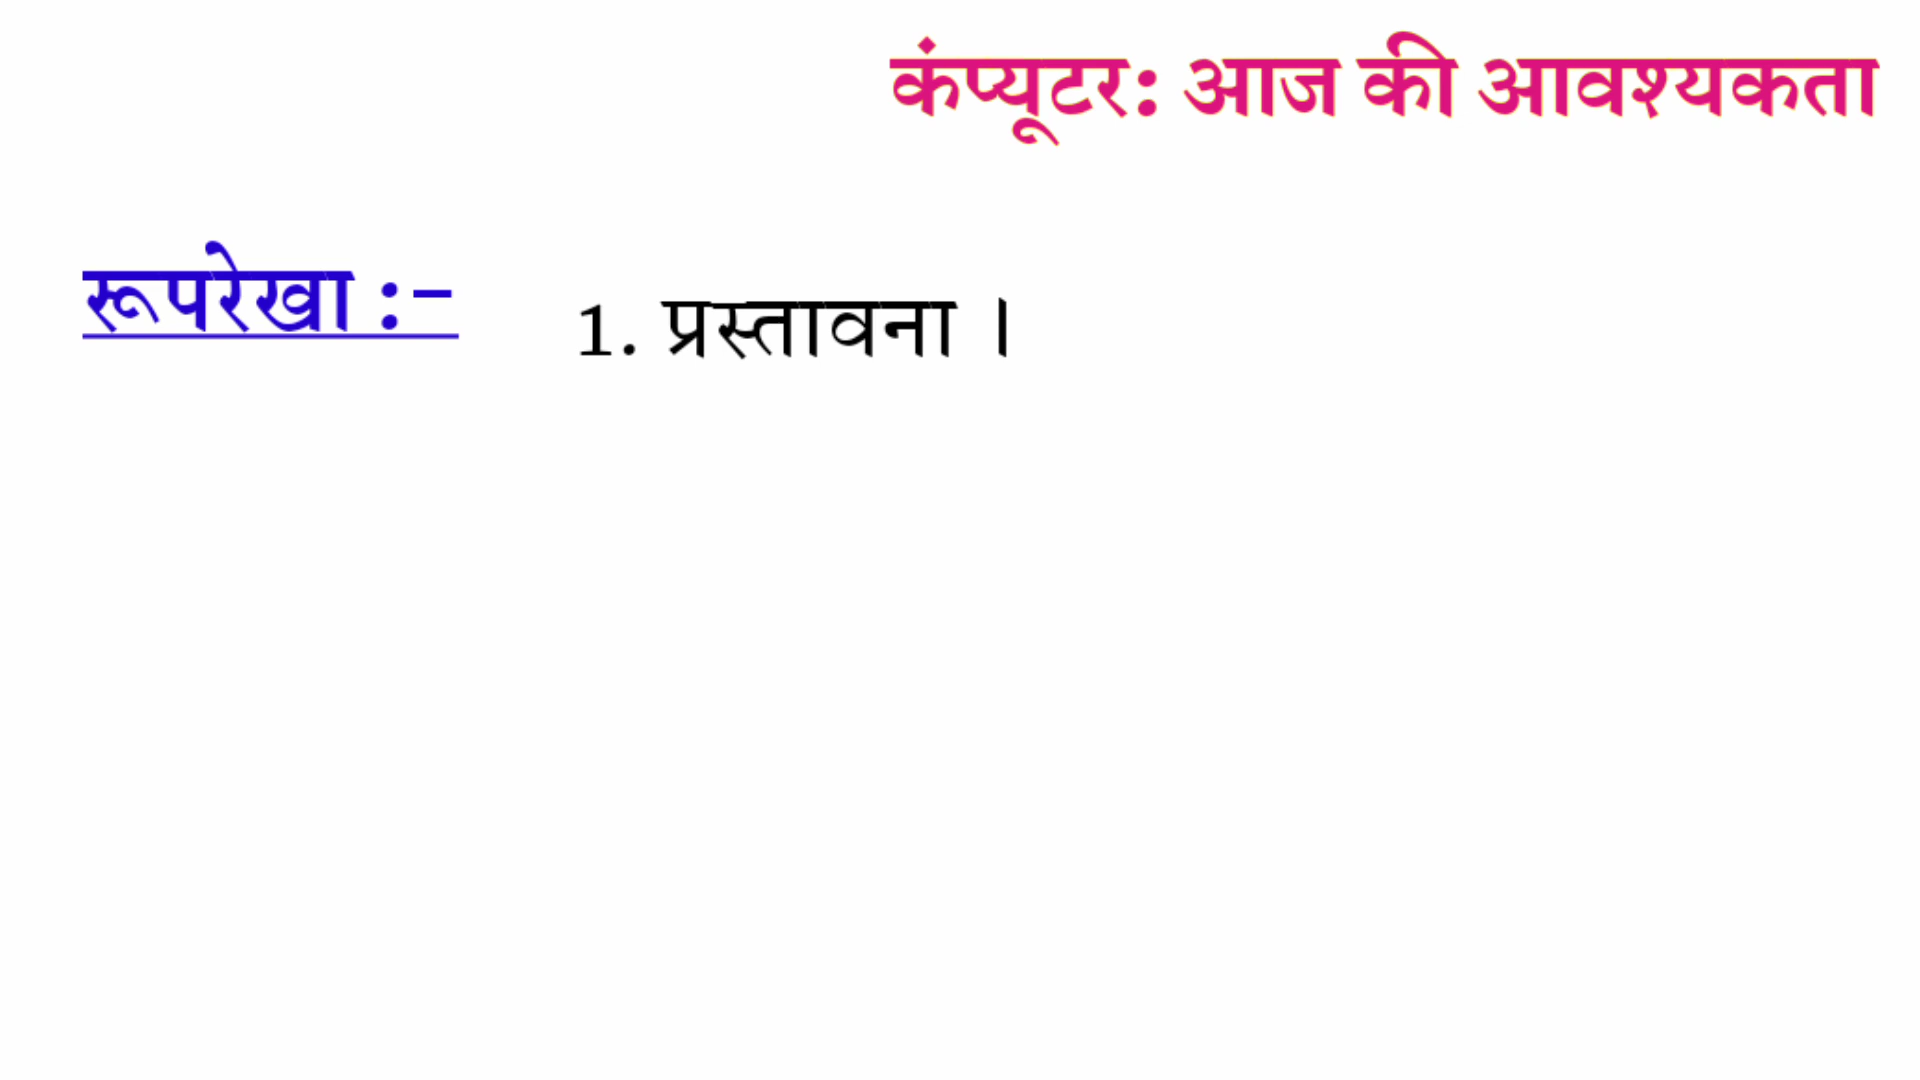 कंप्यूटर: आज की आवश्यकता
रूपरेखा :-
1. प्रस्तावना ।